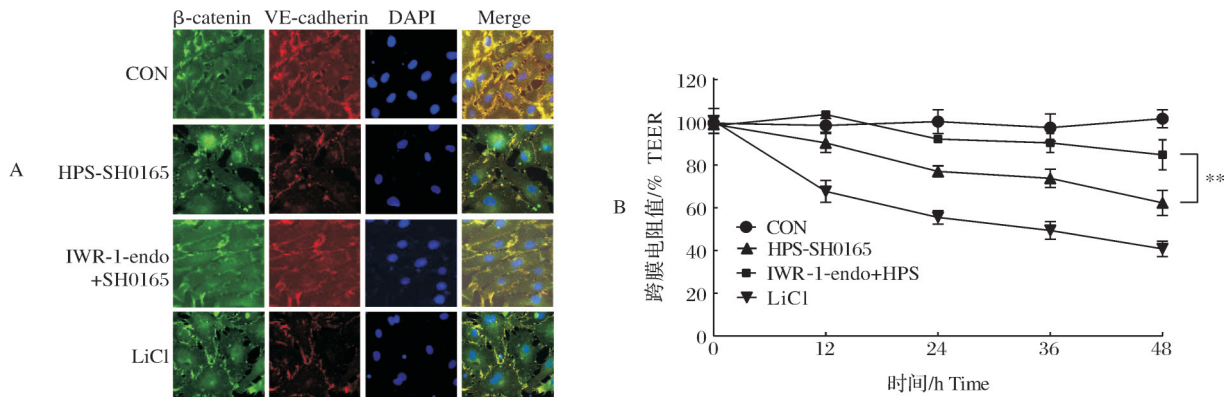 β-catenin VE-cadherin DAPI Merge
CON
HPS-SH0165
IWR-1-endo
+SH0165
LiCl
A
B
跨膜电阻值/% TER
120
100
80
60
40
20
0
0 12 24 36 48
时间/h Time
CON
HPS-SH0165
IWR-1-endo+HPS
LiCl
**